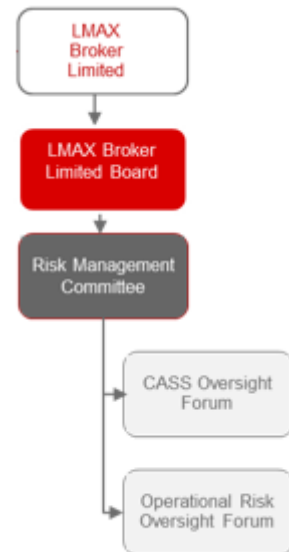 LMAX
Broker
Limited
LMAX Broker
Limited Board
Risk Management
Committee
CASS Oversight
Forum
Operational Risk
Oversight Forum